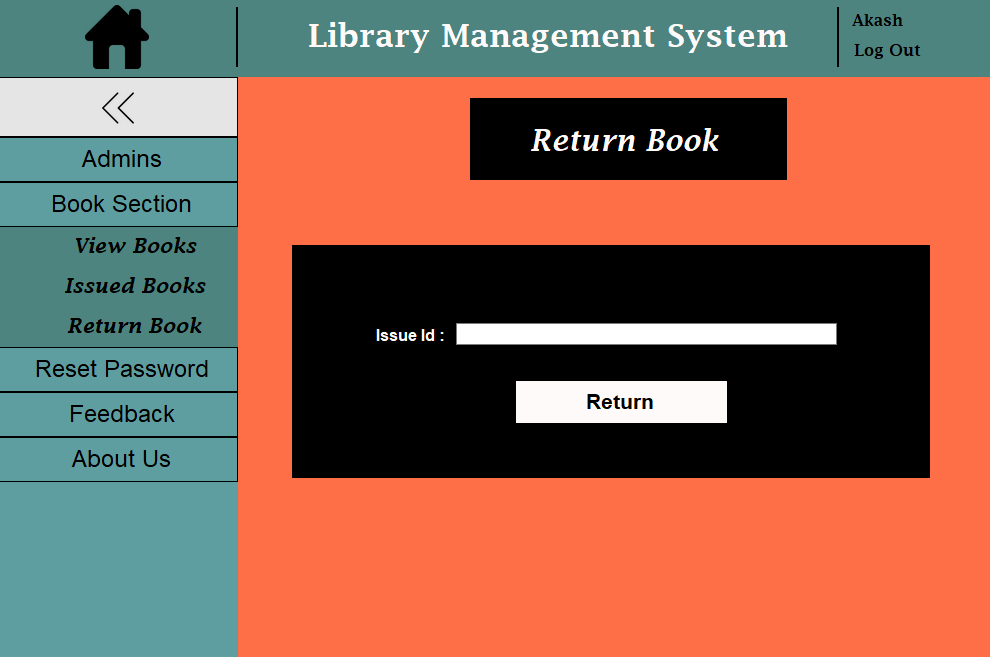 Library Management System
Akash
Log Out
Admins
Book Section
View Books
Issued Books
Return Book
Reset Password
Feedback
About Us
Return Book
Issue Id :
Return